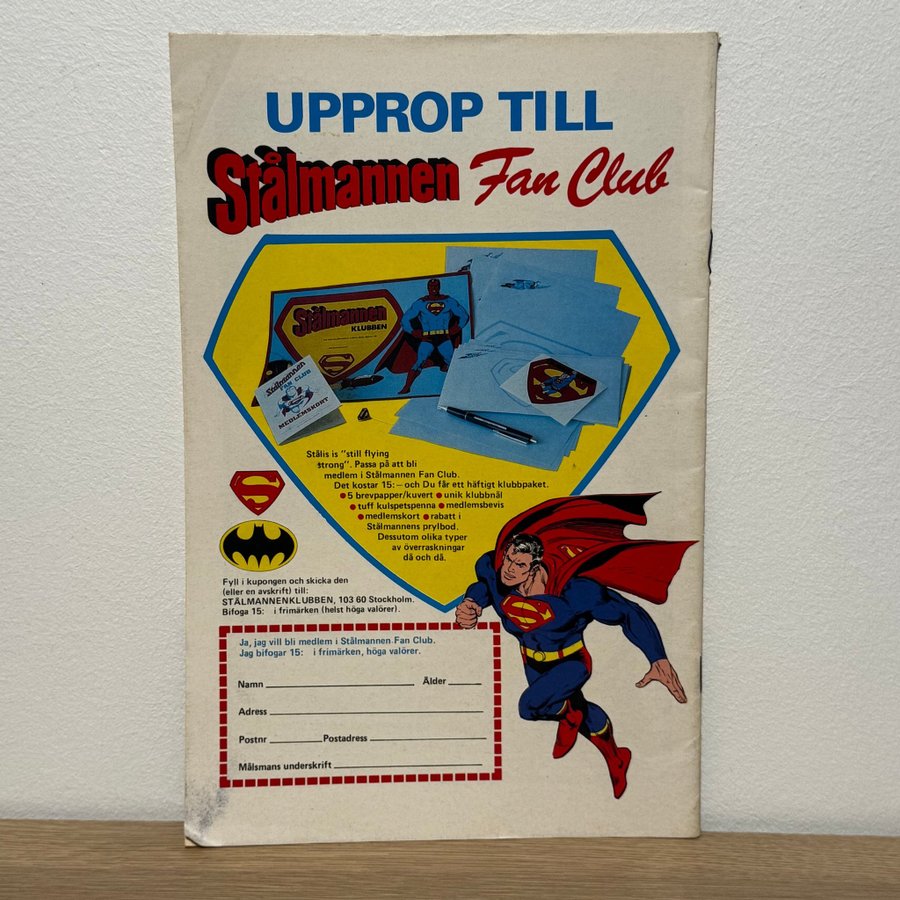 UPPROP TILL
Stålmannen Fan Club
Stålmannen
KLUBBEN
Stålmannen
FAN CLUB
MEDLEMSKORT
Stålis is "still flying
strong". Passa på att bli
medlem i Stålmannen Fan Club.
Det kostar 15:– och Du får ett häftigt klubbpaket.
● 5 brevpapper/kuvert ● unik klubbnål
● tuff kulspetspenna ● medlemsbevis
● medlemskort ● rabatt i
Stålmannens prylbod.
Dessutom olika typer
av överraskningar
då och då.
Fyll i kupongen och skicka den
(eller en avskrift) till:
STÅLMANNENKLUBBEN, 103 60 Stockholm.
Bifoga 15: i frimärken (helst höga valörer).
Ja, jag vill bli medlem i Stålmannen Fan Club.
Jag bifogar 15: i frimärken, höga valörer.
Namn Ålder
Adress
Postnr Postadress
Målsmans underskrift